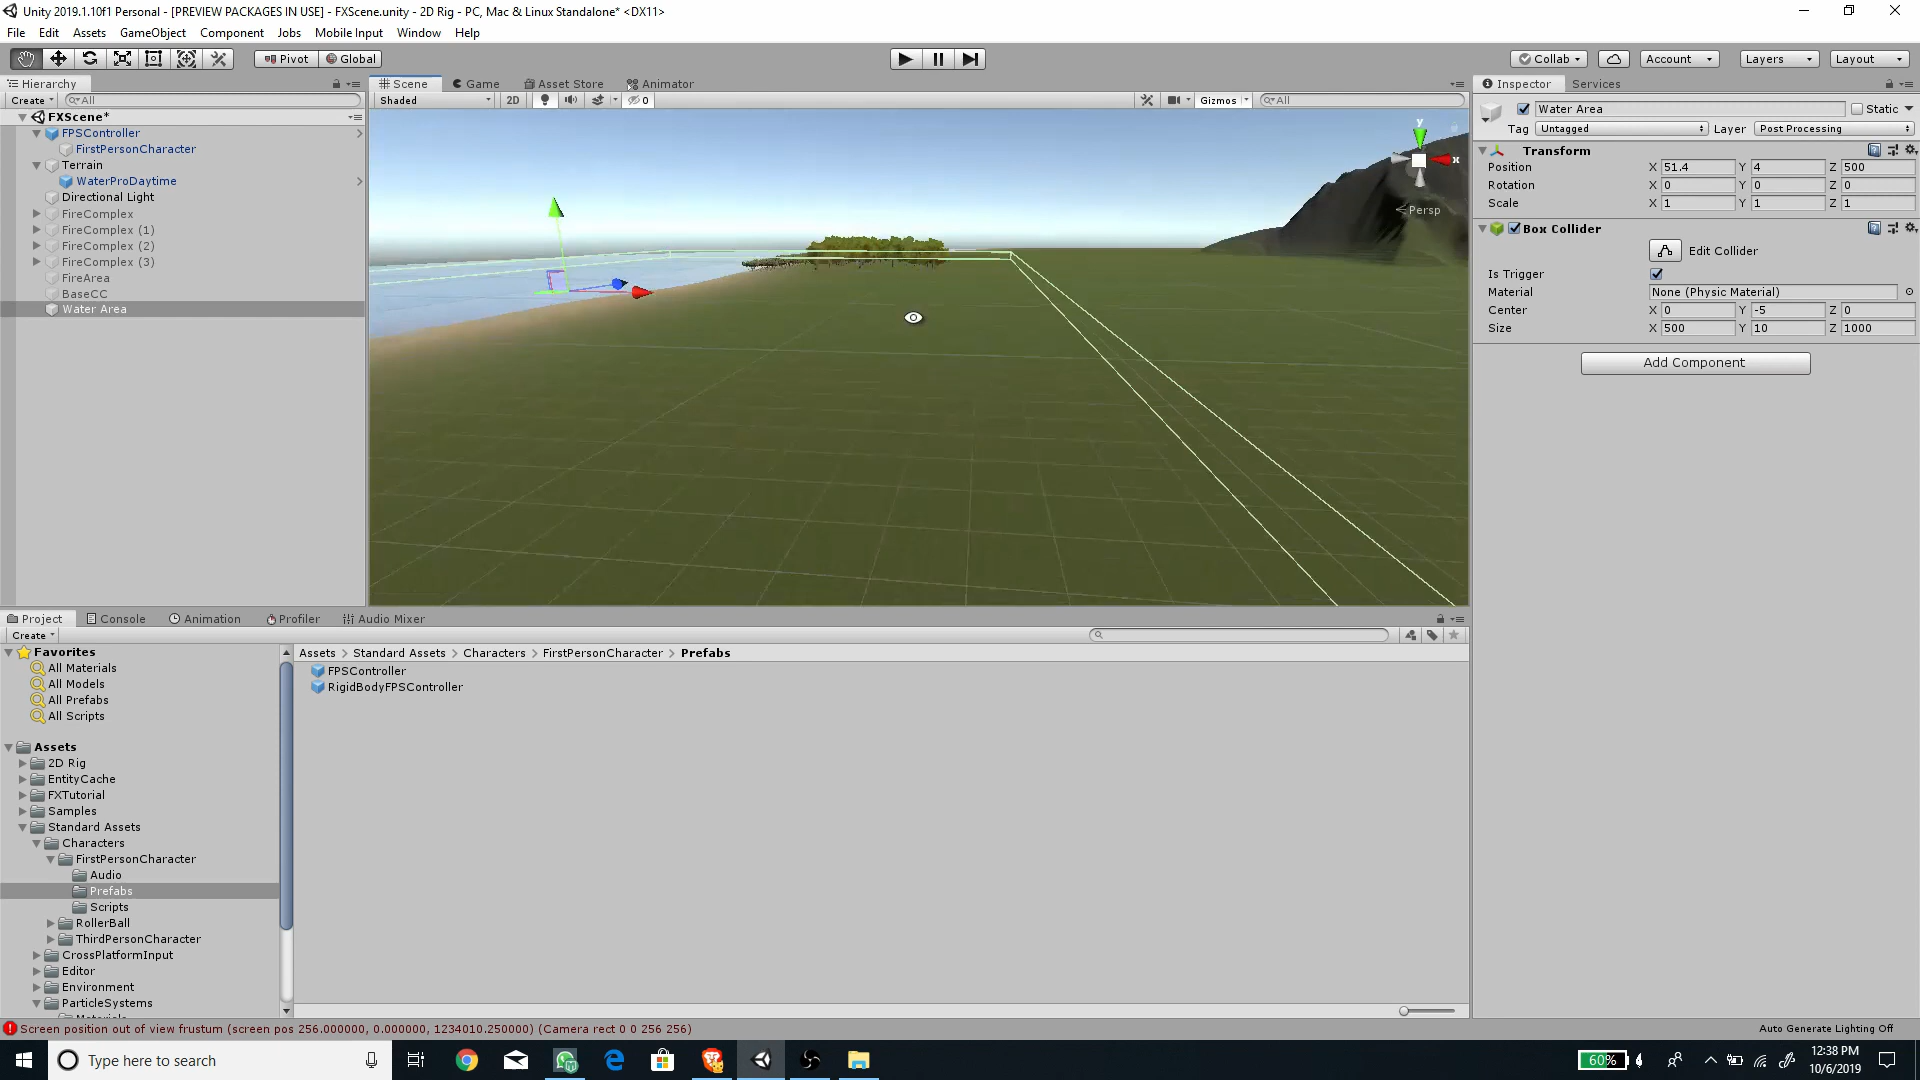 Unity 2019.1.10f1 Personal - [PREVIEW PACKAGES IN USE] - FXScene.unity - 2D Rig - PC, Mac & Linux Standalone* <DX11>
File Edit Assets GameObject Component Jobs Mobile Input Window Help
Pivot Global Collab Account Layers Layout
Hierarchy
Create All
FXScene*
FPSController
FirstPersonCharacter
Terrain
WaterProDaytime
Directional Light
FireComplex
FireComplex (1)
FireComplex (2)
FireComplex (3)
FireArea
BaseCC
Water Area
Scene Game Asset Store Animator
Shaded 2D 0 Gizmos All
y
x
Persp
Inspector Services
Water Area Static
Tag Untagged Layer Post Processing
Transform
Position X 51.4 Y 4 Z 500
Rotation X 0 Y 0 Z 0
Scale X 1 Y 1 Z 1
Box Collider
Edit Collider
Is Trigger
Material None (Physic Material)
Center X 0 Y -5 Z 0
Size X 500 Y 10 Z 1000
Add Component
Project Console Animation Profiler Audio Mixer
Create
Favorites
All Materials
All Models
All Prefabs
All Scripts
Assets
2D Rig
EntityCache
FXTutorial
Samples
Standard Assets
Characters
FirstPersonCharacter
Audio
Prefabs
Scripts
RollerBall
ThirdPersonCharacter
CrossPlatformInput
Editor
Environment
ParticleSystems
Assets > Standard Assets > Characters > FirstPersonCharacter > Prefabs
FPSController
RigidBodyFPSController
Screen position out of view frustum (screen pos 256.000000, 0.000000, 1234010.250000) (Camera rect 0 0 256 256)
Auto Generate Lighting Off
Type here to search
60%
12:38 PM
10/6/2019